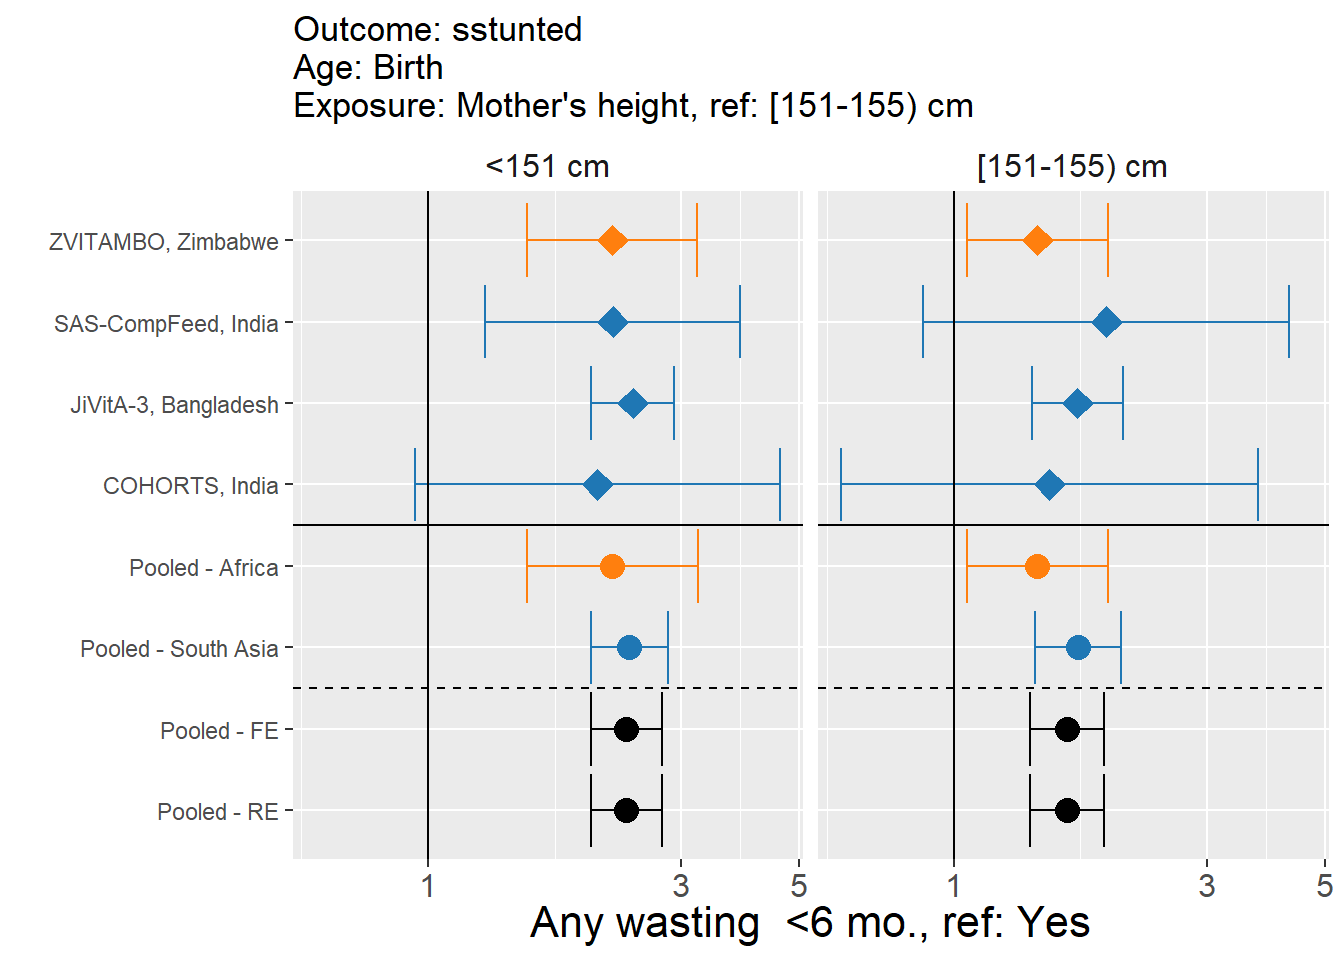 Outcome: sstunted
Age: Birth
Exposure: Mother's height, ref: [151-155) cm
<151 cm
[151-155) cm
ZVITAMBO, Zimbabwe
SAS-CompFeed, India
JiVitA-3, Bangladesh
COHORTS, India
Pooled - Africa
Pooled - South Asia
Pooled - FE
Pooled - RE
1 3 5 1 3 5
Any wasting  <6 mo., ref: Yes